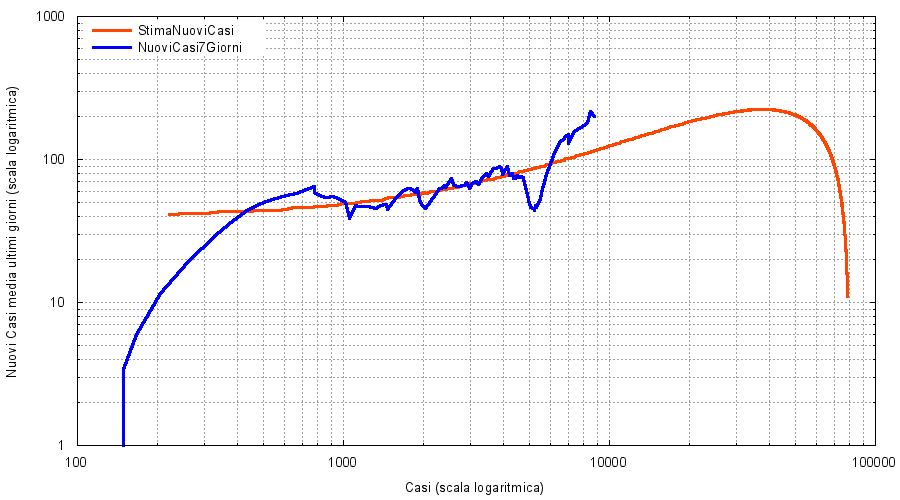 1000
StimaNuoviCasi
NuoviCasi7Giorni
100
10
1
100
1000
10000
100000
Nuovi Casi media ultimi giorni (scala logaritmica)
Casi (scala logaritmica)